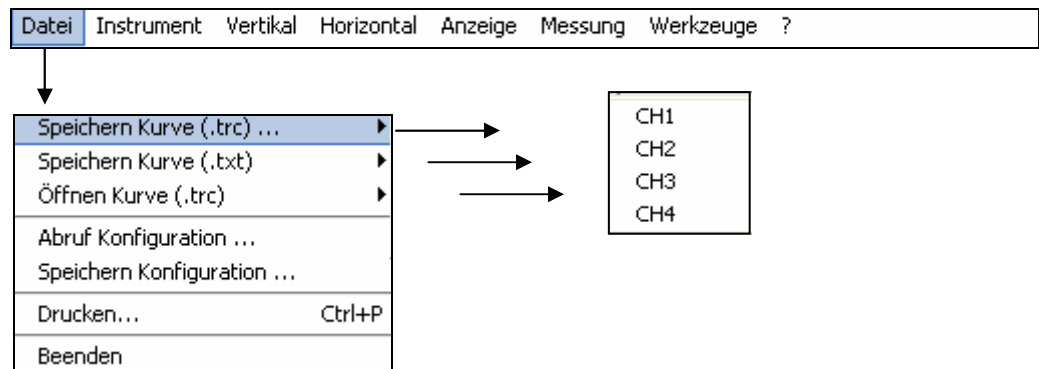 Datei Instrument Vertikal Horizontal Anzeige Messung Werkzeuge ?
Speichern Kurve (.trc) ...
Speichern Kurve (.txt)
Öffnen Kurve (.trc)
Abruf Konfiguration ...
Speichern Konfiguration ...
Drucken... Ctrl+P
Beenden
CH1
CH2
CH3
CH4